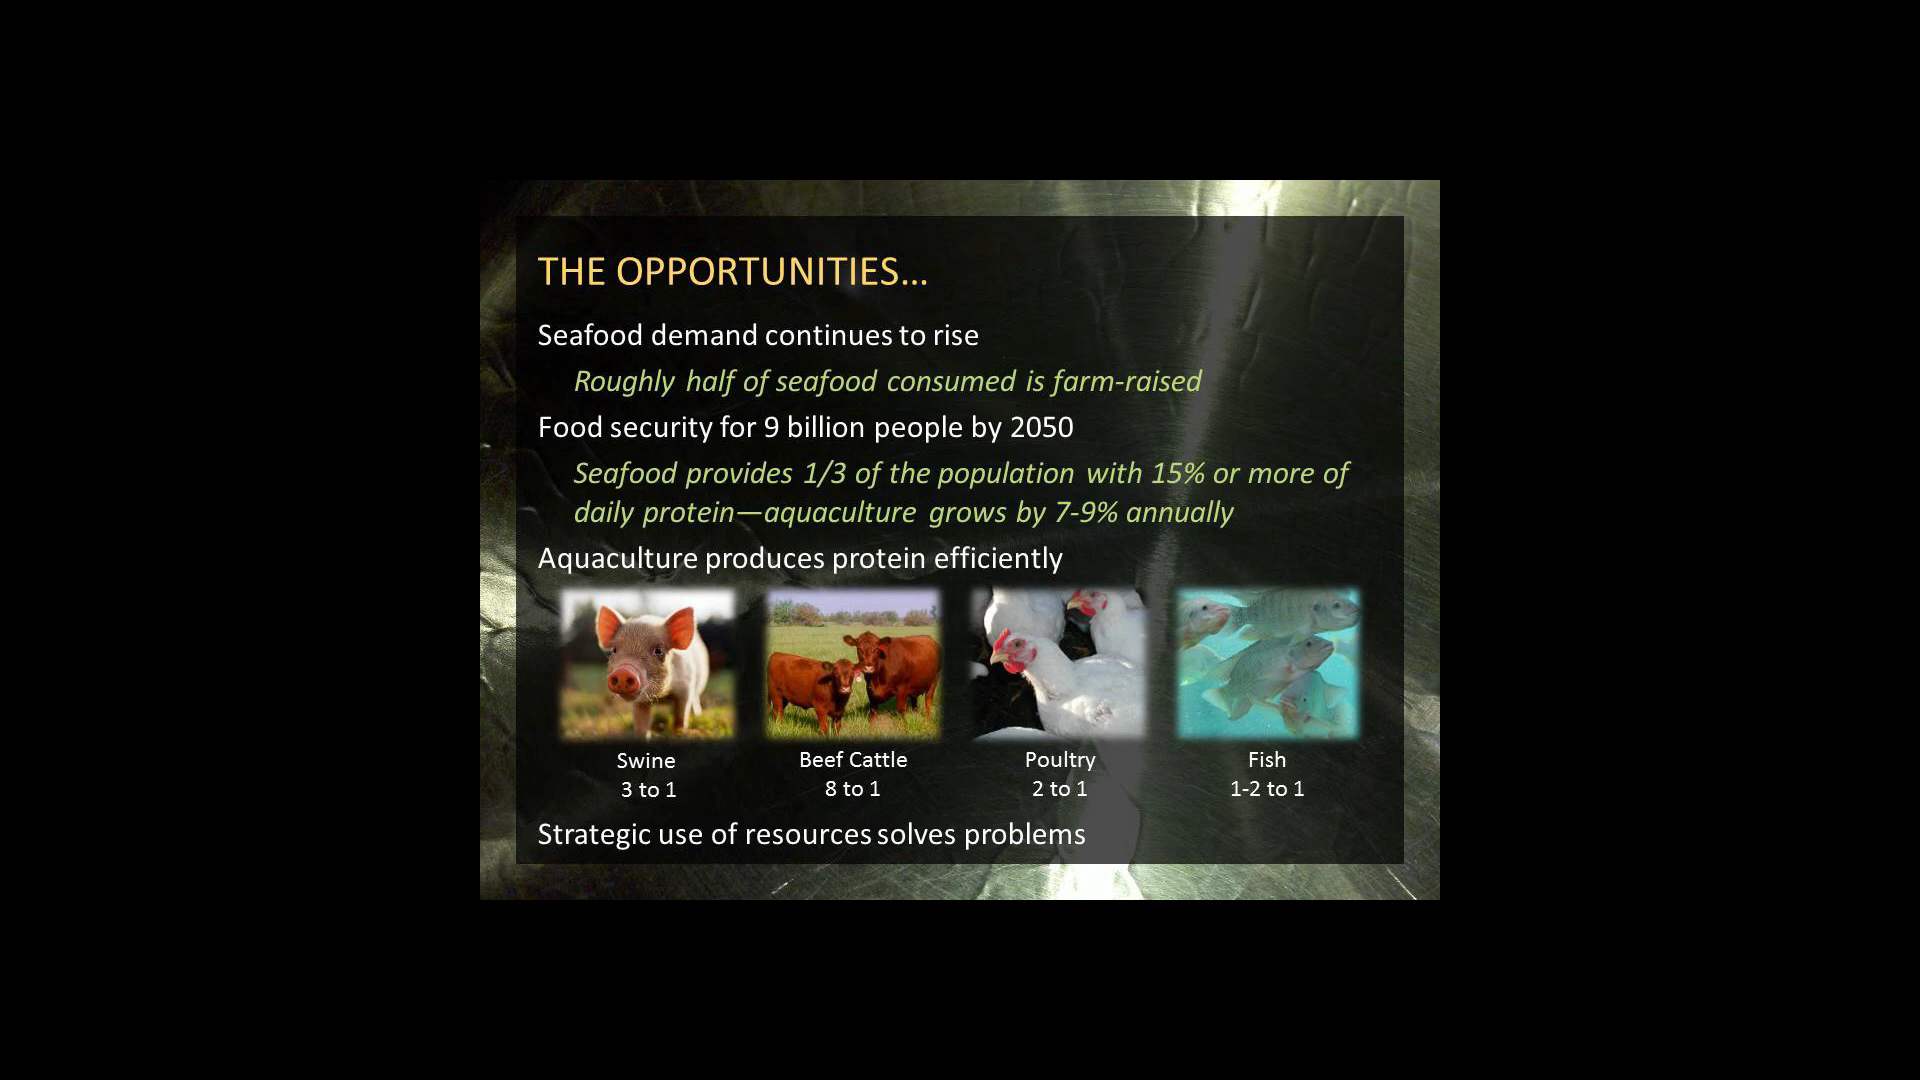 THE OPPORTUNITIES...
Seafood demand continues to rise
Roughly half of seafood consumed is farm-raised
Food security for 9 billion people by 2050
Seafood provides 1/3 of the population with 15% or more of
daily protein—aquaculture grows by 7-9% annually
Aquaculture produces protein efficiently
Swine
3 to 1
Beef Cattle
8 to 1
Poultry
2 to 1
Fish
1-2 to 1
Strategic use of resources solves problems